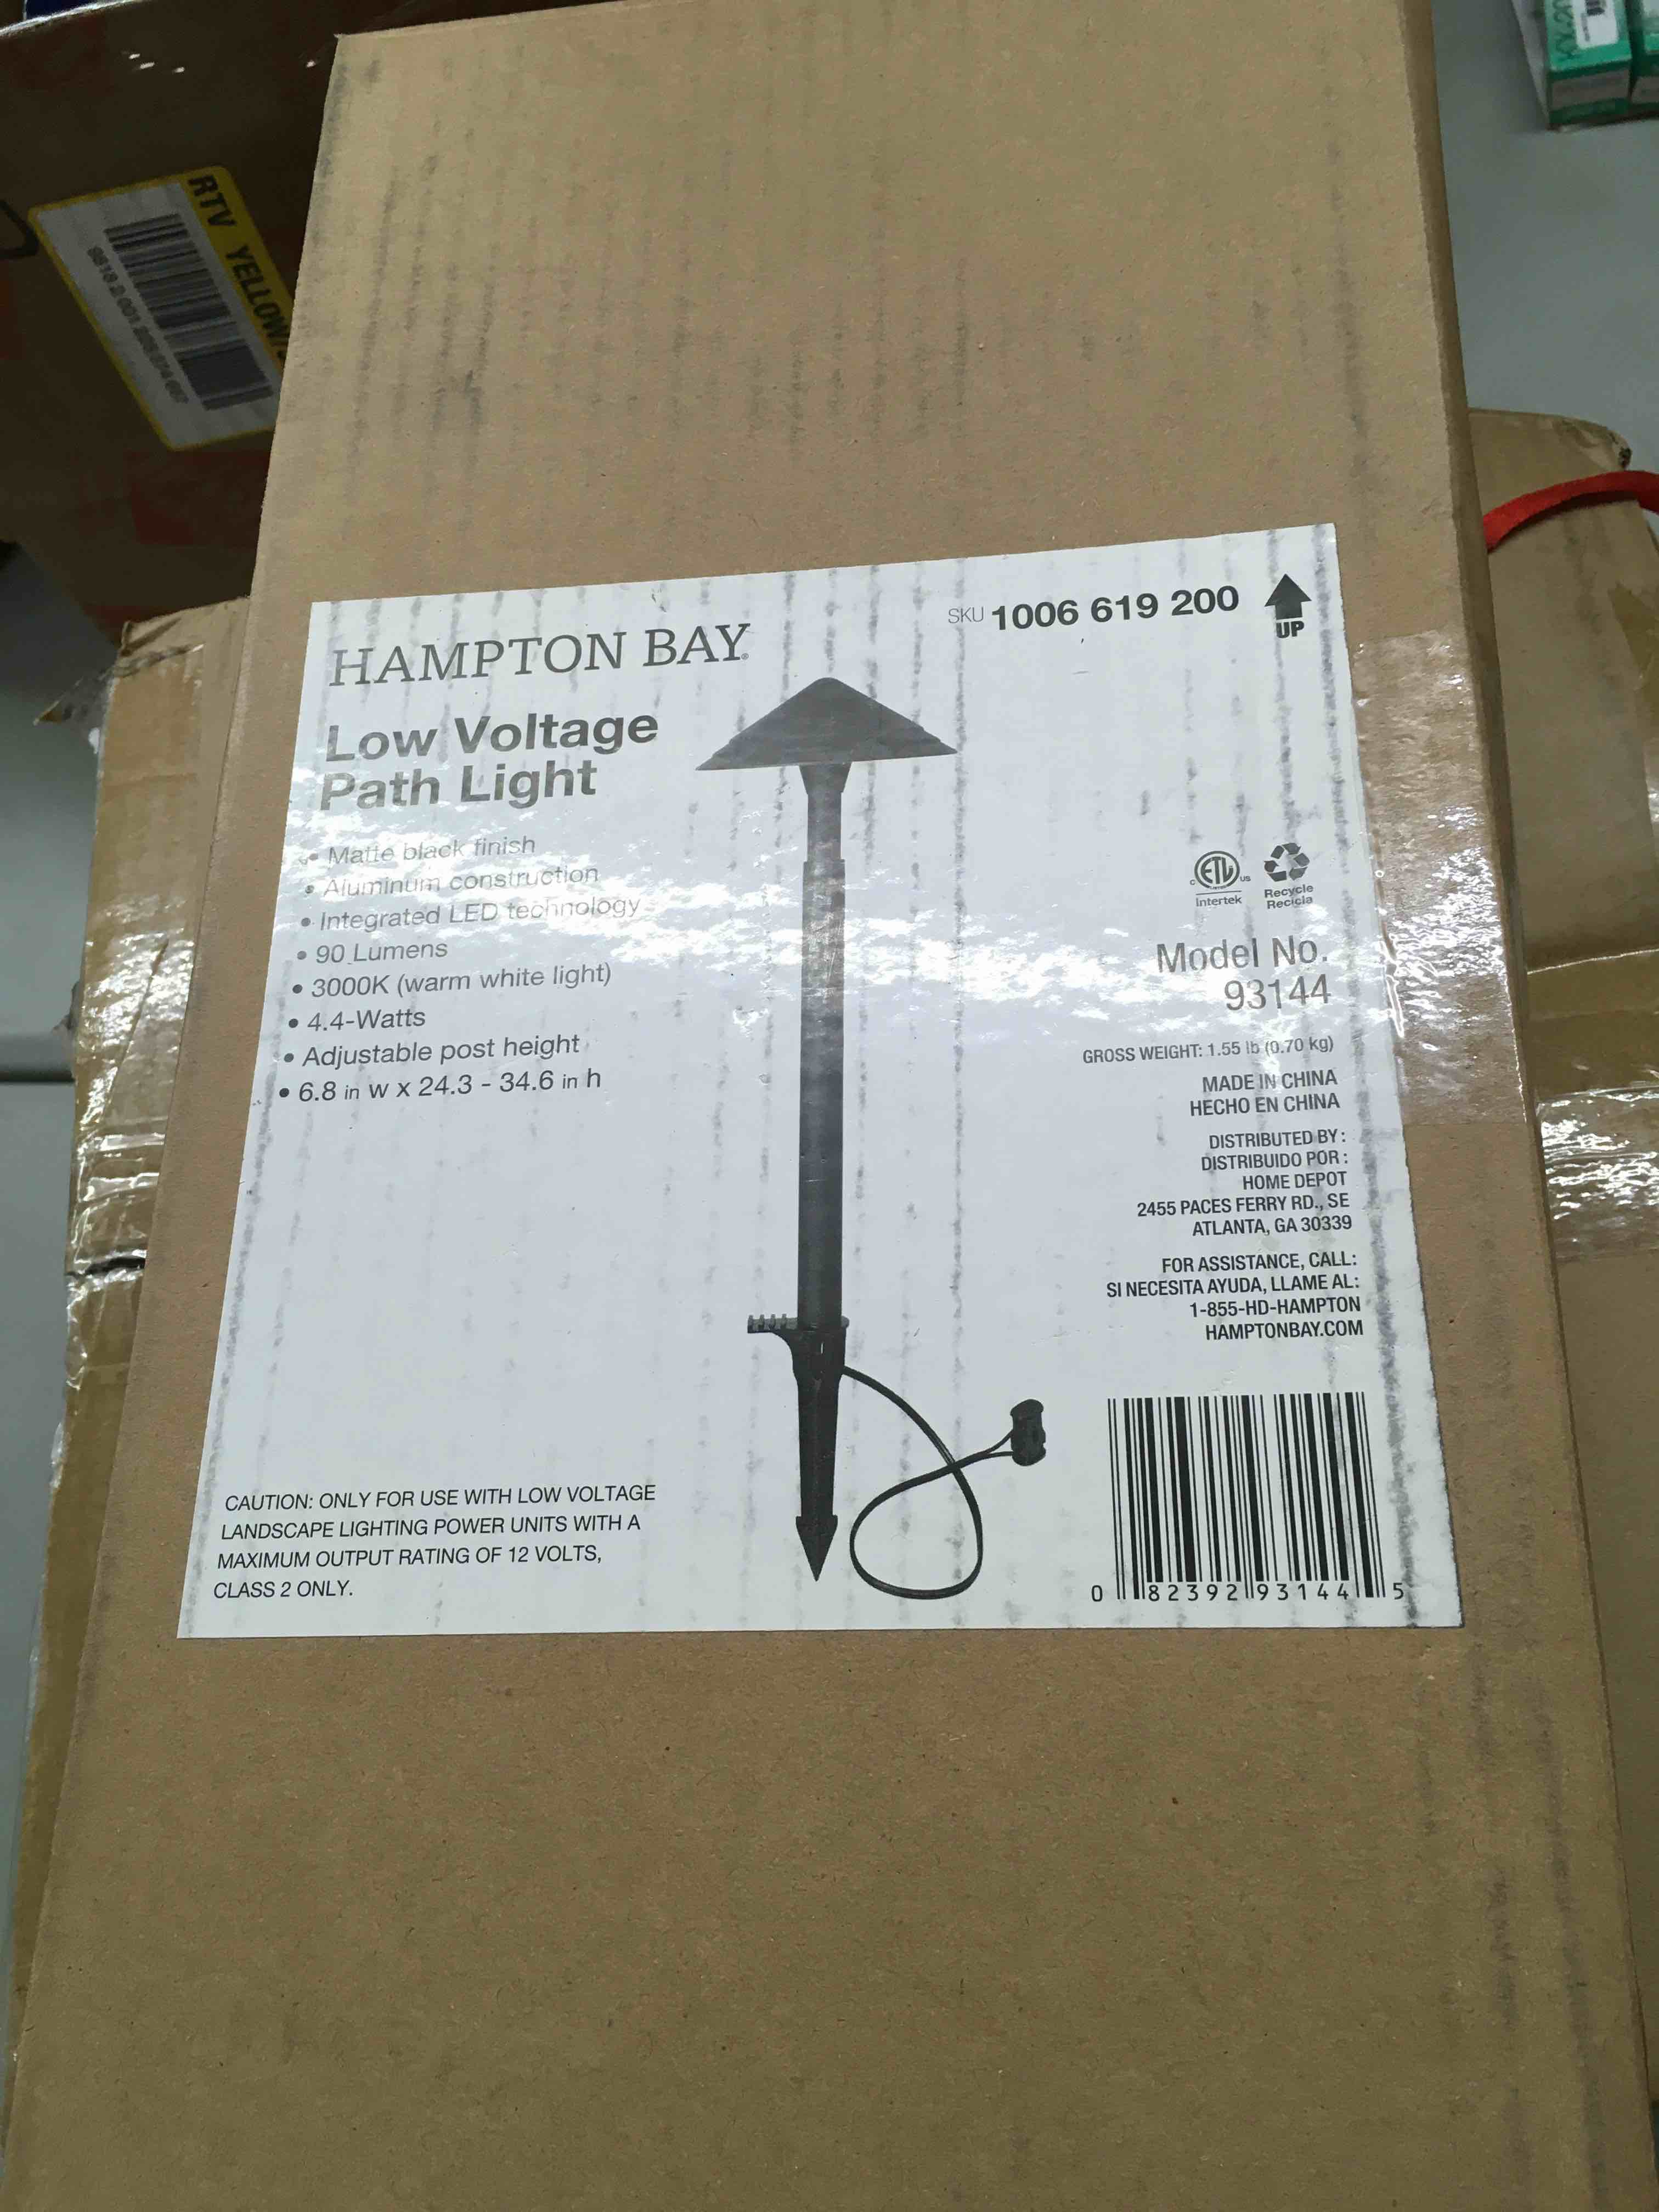 RTV YELLOW
HAMPTON BAY®
SKU 1006 619 200
UP
Low Voltage
Path Light
• Matte black finish
• Aluminum construction
• Integrated LED technology
• 90 Lumens
• 3000K (warm white light)
• 4.4-Watts
• Adjustable post height
• 6.8 in w x 24.3 - 34.6 in h
C ETL US
Intertek
Recycle
Recicla
Model No.
93144
GROSS WEIGHT: 1.55 lb (0.70 kg)
MADE IN CHINA
HECHO EN CHINA
DISTRIBUTED BY:
DISTRIBUIDO POR:
HOME DEPOT
2455 PACES FERRY RD., SE
ATLANTA, GA 30339
FOR ASSISTANCE, CALL:
SI NECESITA AYUDA, LLAME AL:
1-855-HD-HAMPTON
HAMPTONBAY.COM
CAUTION: ONLY FOR USE WITH LOW VOLTAGE
LANDSCAPE LIGHTING POWER UNITS WITH A
MAXIMUM OUTPUT RATING OF 12 VOLTS,
CLASS 2 ONLY.
0 82392 93144 5